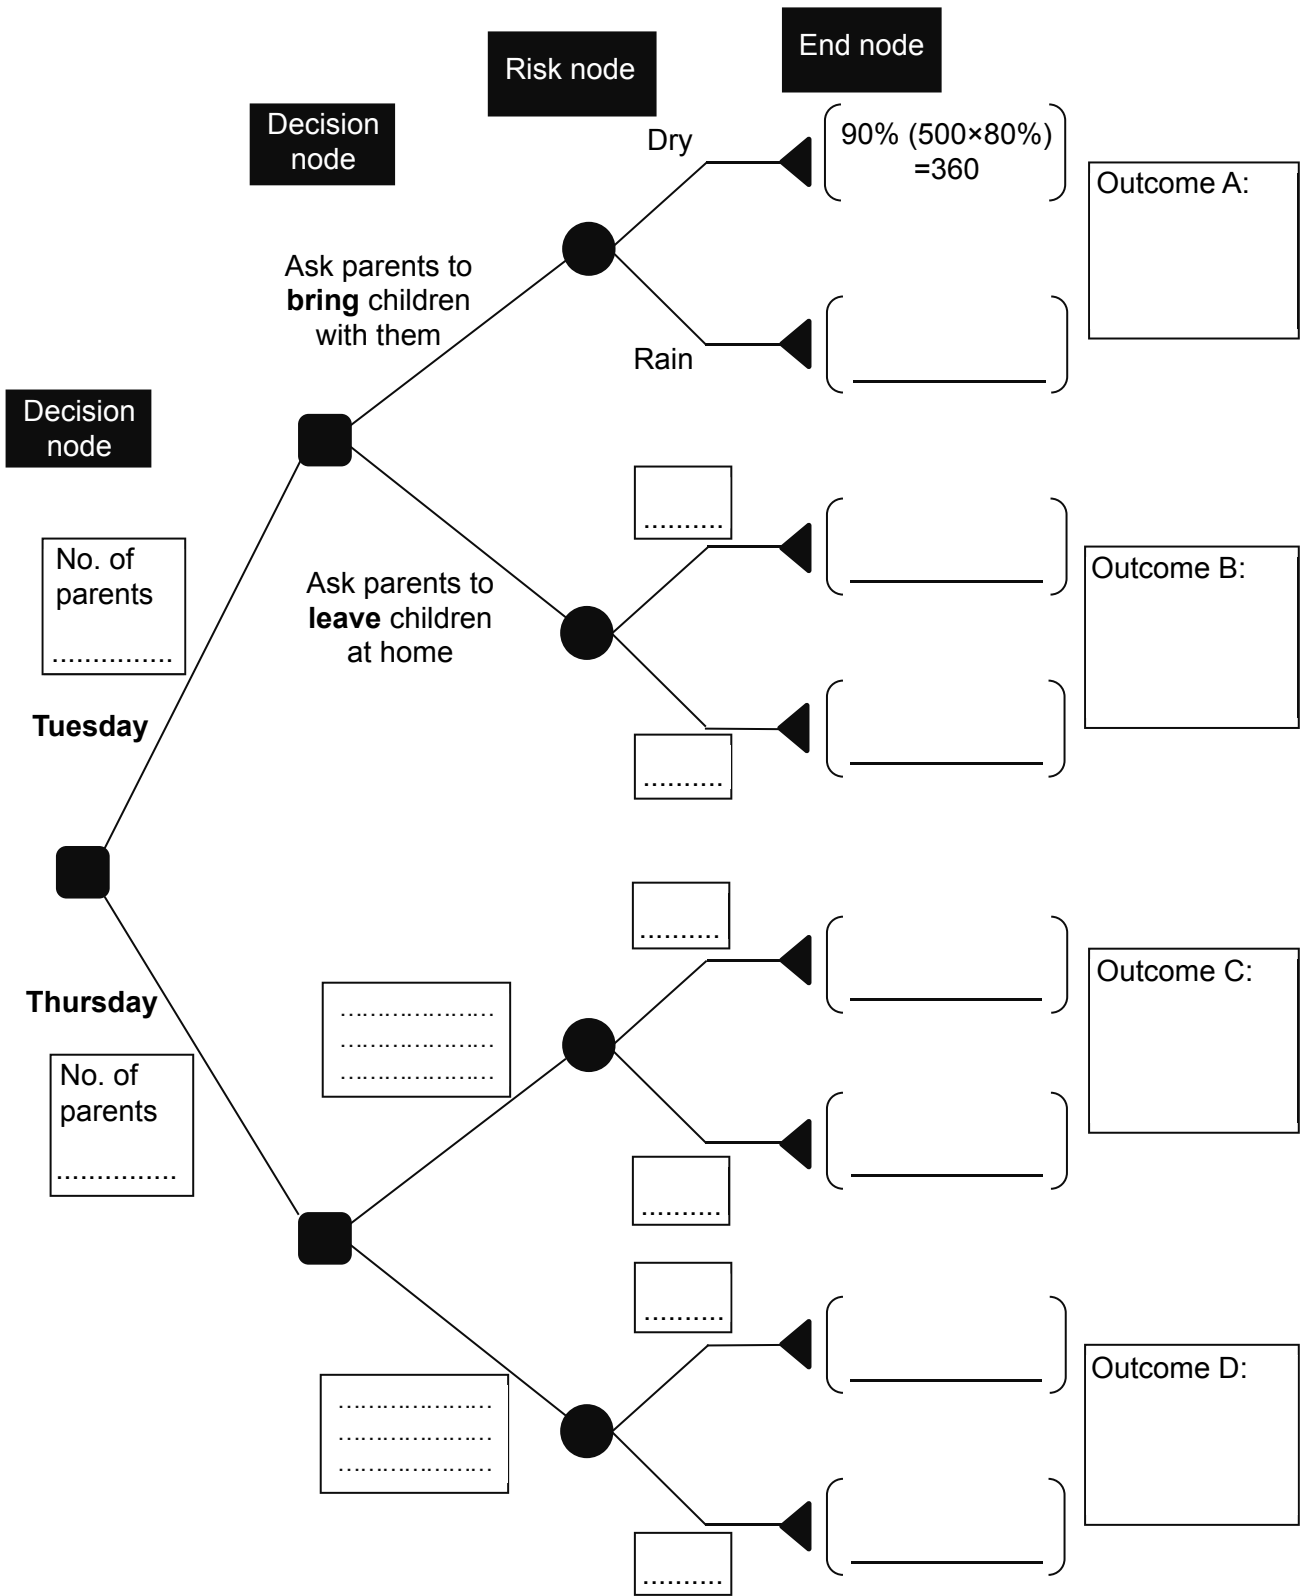 End node
Risk node
Decision
node
Dry
90% (500×80%)
=360
Outcome A:
Ask parents to
bring children
with them
Rain
Decision
node
No. of
parents
...............
Tuesday
Ask parents to
leave children
at home
..........
Outcome B:
..........
Thursday
No. of
parents
...............
..........
...................
...................
...................
Outcome C:
..........
..........
...................
...................
...................
Outcome D:
..........